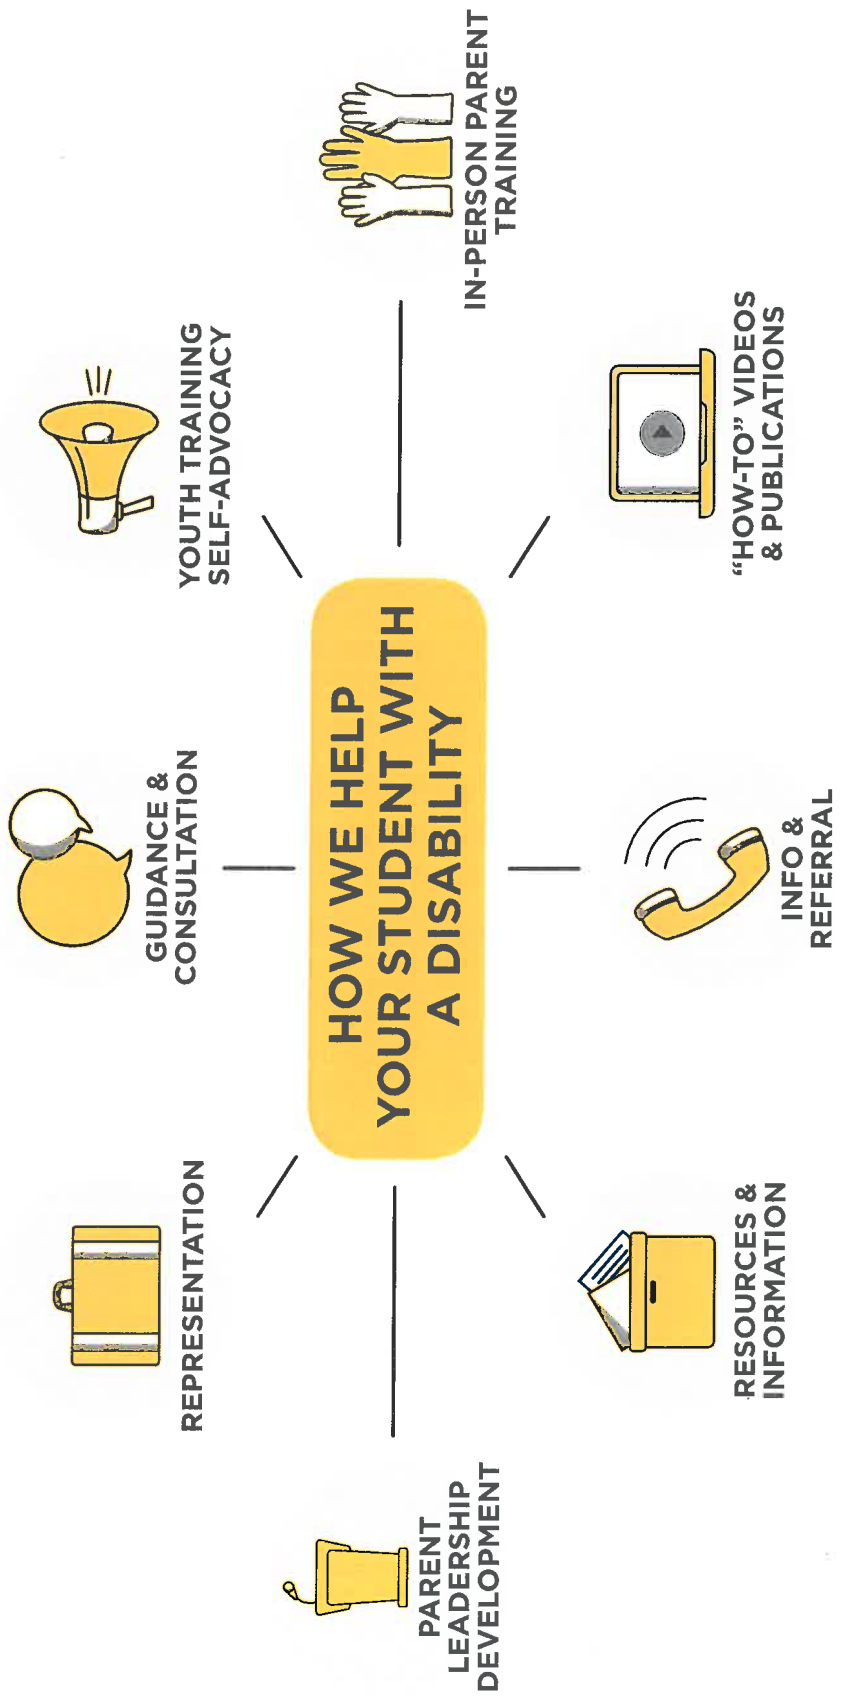 REPRESENTATION
GUIDANCE &
CONSULTATION
YOUTH TRAINING
SELF-ADVOCACY
PARENT
LEADERSHIP
DEVELOPMENT
HOW WE HELP
YOUR STUDENT WITH
A DISABILITY
IN-PERSON PARENT
TRAINING
RESOURCES &
INFORMATION
INFO &
REFERRAL
“HOW-TO” VIDEOS
& PUBLICATIONS